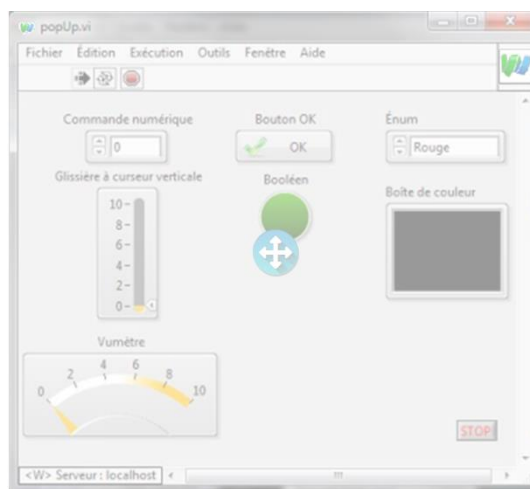 popUp.vi
Fichier Édition Exécution Outils Fenêtre Aide
Commande numérique
0
Bouton OK
OK
Énum
Rouge
Glissière à curseur verticale
10
8
6
4
2
0
Booléen
Boîte de couleur
Vumètre
0 2 4 6 8 10
STOP
<W> Serveur : localhost